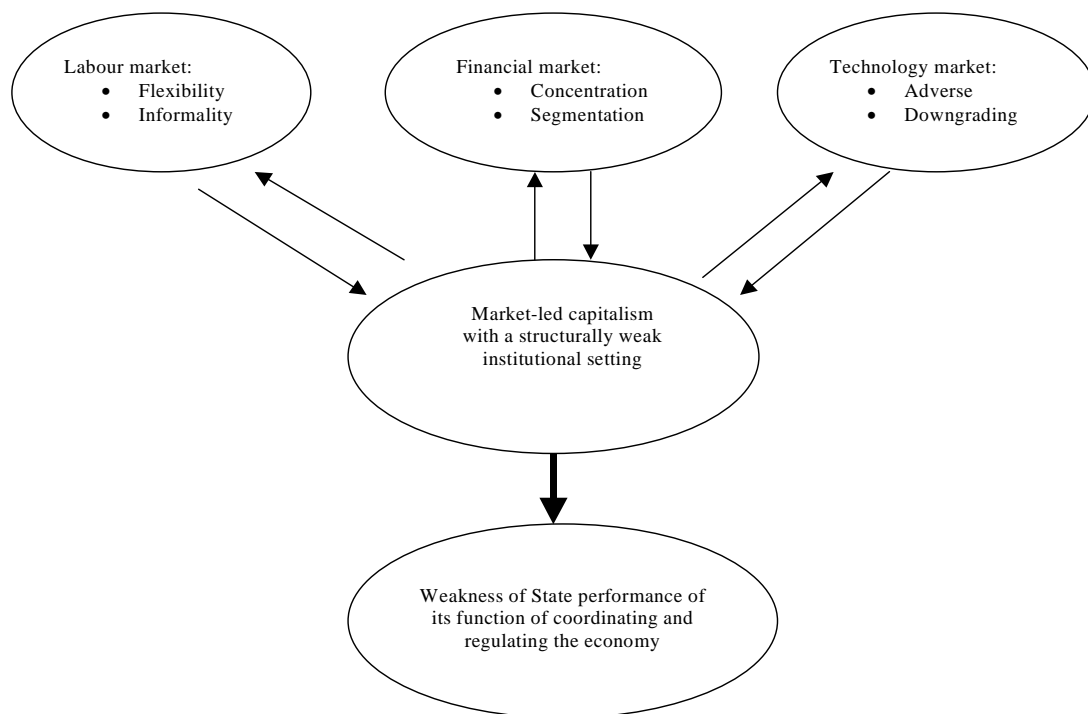 Labour market:
• Flexibility
• Informality
Financial market:
• Concentration
• Segmentation
Technology market:
• Adverse
• Downgrading
Market-led capitalism
with a structurally weak
institutional setting
Weakness of State performance of
its function of coordinating and
regulating the economy